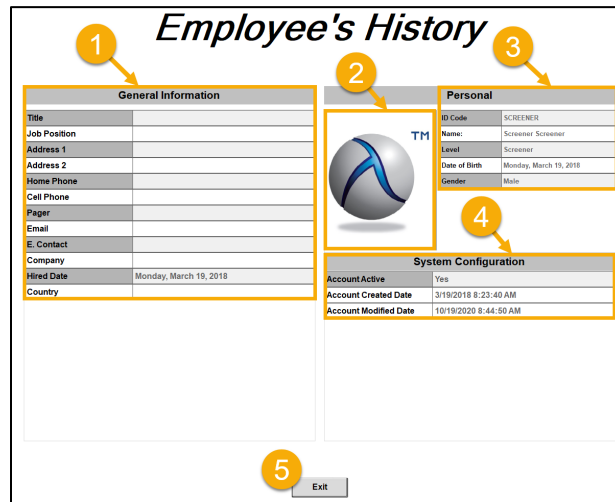 Employee's History
1
2
3
General Information
Title
Job Position
Address 1
Address 2
Home Phone
Cell Phone
Pager
Email
E. Contact
Company
Hired Date Monday, March 19, 2018
Country
TM
Personal
ID Code SCREENER
Name: Screener Screener
Level Screener
Date of Birth Monday, March 19, 2018
Gender Male
4
System Configuration
Account Active Yes
Account Created Date 3/19/2018 8:23:40 AM
Account Modified Date 10/19/2020 8:44:50 AM
5
Exit